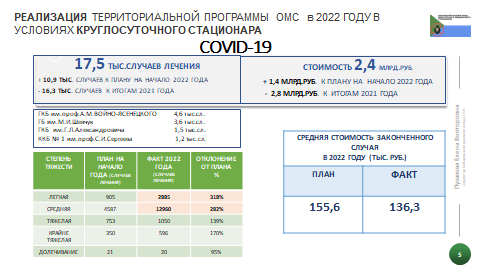 РЕАЛИЗАЦИЯ ТЕРРИТОРИАЛЬНОЙ ПРОГРАММЫ ОМС в 2022 ГОДУ В
УСЛОВИЯХ КРУГЛОСУТОЧНОГО СТАЦИОНАРА
COVID-19
17,5 ТЫС.СЛУЧАЕВ ЛЕЧЕНИЯ
+ 10,9 ТЫС. СЛУЧАЕВ К ПЛАНУ НА НАЧАЛО 2022 ГОДА
- 16,3 ТЫС. СЛУЧАЕВ К ИТОГАМ 2021 ГОДА
СТОИМОСТЬ 2,4 МЛРД.РУБ.
+ 1,4 МЛРД.РУБ. К ПЛАНУ НА НАЧАЛО 2022 ГОДА
- 2,8 МЛРД.РУБ. К ИТОГАМ 2021 ГОДА
ГКБ им.проф.А.М.ВОЙНО-ЯСЕНЕЦКОГО 4,6 тыс.сл.
ГБ им.М.И.Шевчук 3,6 тыс.сл.
ГКБ им.Г.Л.Александровича 1,5 тыс.сл.
ККБ № 1 им.проф.С.И.Сергеева 1,2 тыс.сл.
СТЕПЕНЬ ТЯЖЕСТИ
ПЛАН НА НАЧАЛО ГОДА (СЛУЧАЕВ ЛЕЧЕНИЯ)
ФАКТ 2022 ГОДА (СЛУЧАЕВ ЛЕЧЕНИЯ)
ОТКЛОНЕНИЕ ОТ ПЛАНА %
ЛЕГКАЯ 905 2885 318%
СРЕДНЯЯ 4587 12960 282%
ТЯЖЕЛАЯ 753 1050 139%
КРАЙНЕ ТЯЖЕЛАЯ 350 596 170%
ДОЛЕЧИВАНИЕ 21 20 95%
СРЕДНЯЯ СТОИМОСТЬ ЗАКОНЧЕННОГО
СЛУЧАЯ
В 2022 ГОДУ (ТЫС. РУБ.)
ПЛАН ФАКТ
155,6 136,3
Пузакова Елена Викторовна
5